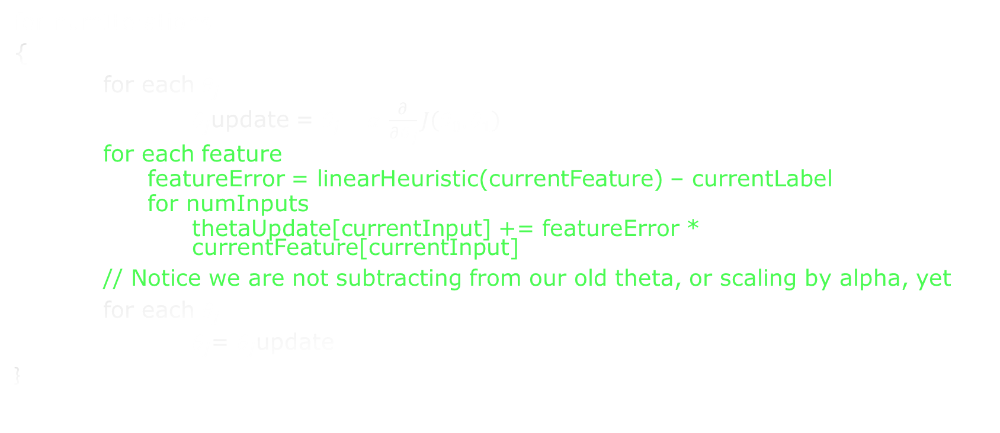 {
for each
update = ∂/∂ J( )
for each feature
featureError = linearHeuristic(currentFeature) – currentLabel
for numInputs
thetaUpdate[currentInput] += featureError *
currentFeature[currentInput]
// Notice we are not subtracting from our old theta, or scaling by alpha, yet
for each
= update
}